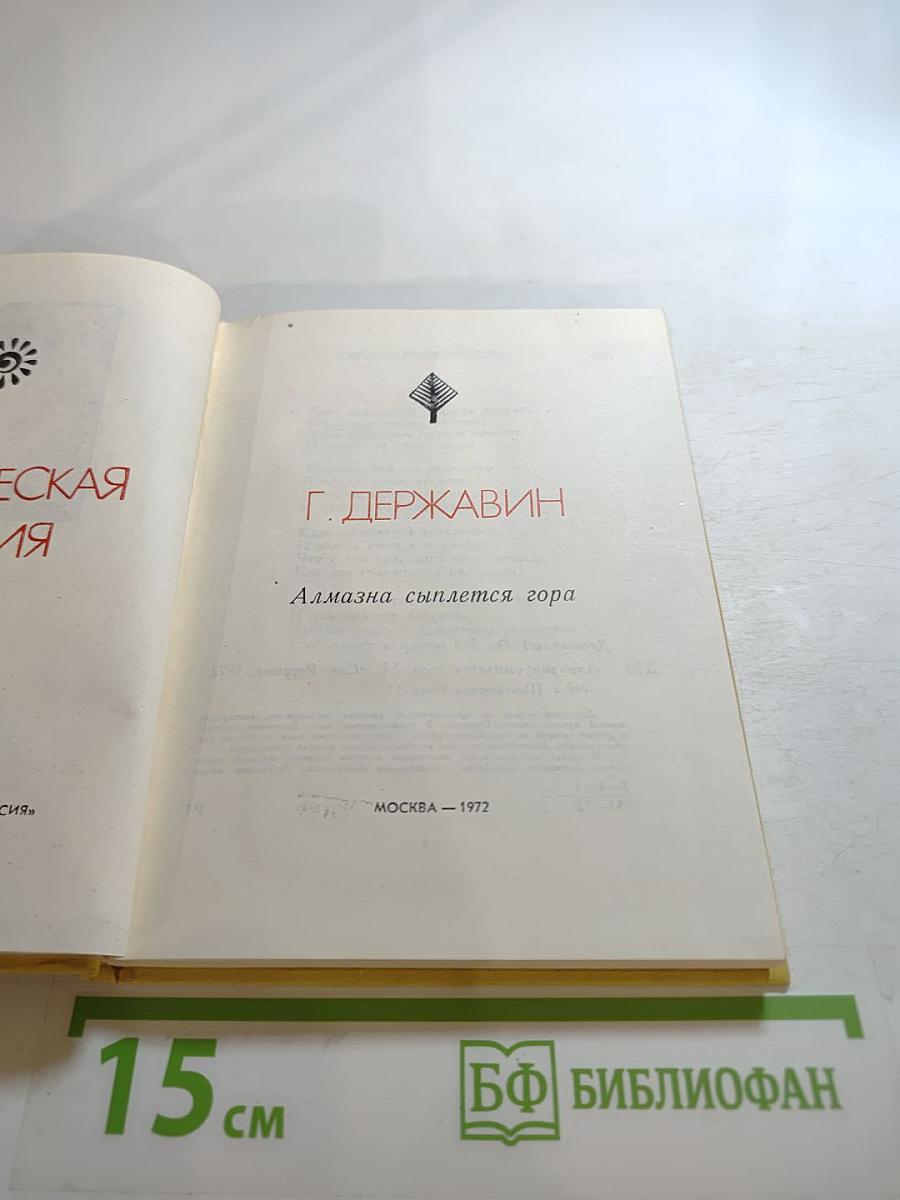 ЕСКАЯ
ИЯ
СИЯ»
Г. ДЕРЖАВИН
Алмазна сыплется гора
МОСКВА — 1972
15 см
БФ БИБЛИОФАН